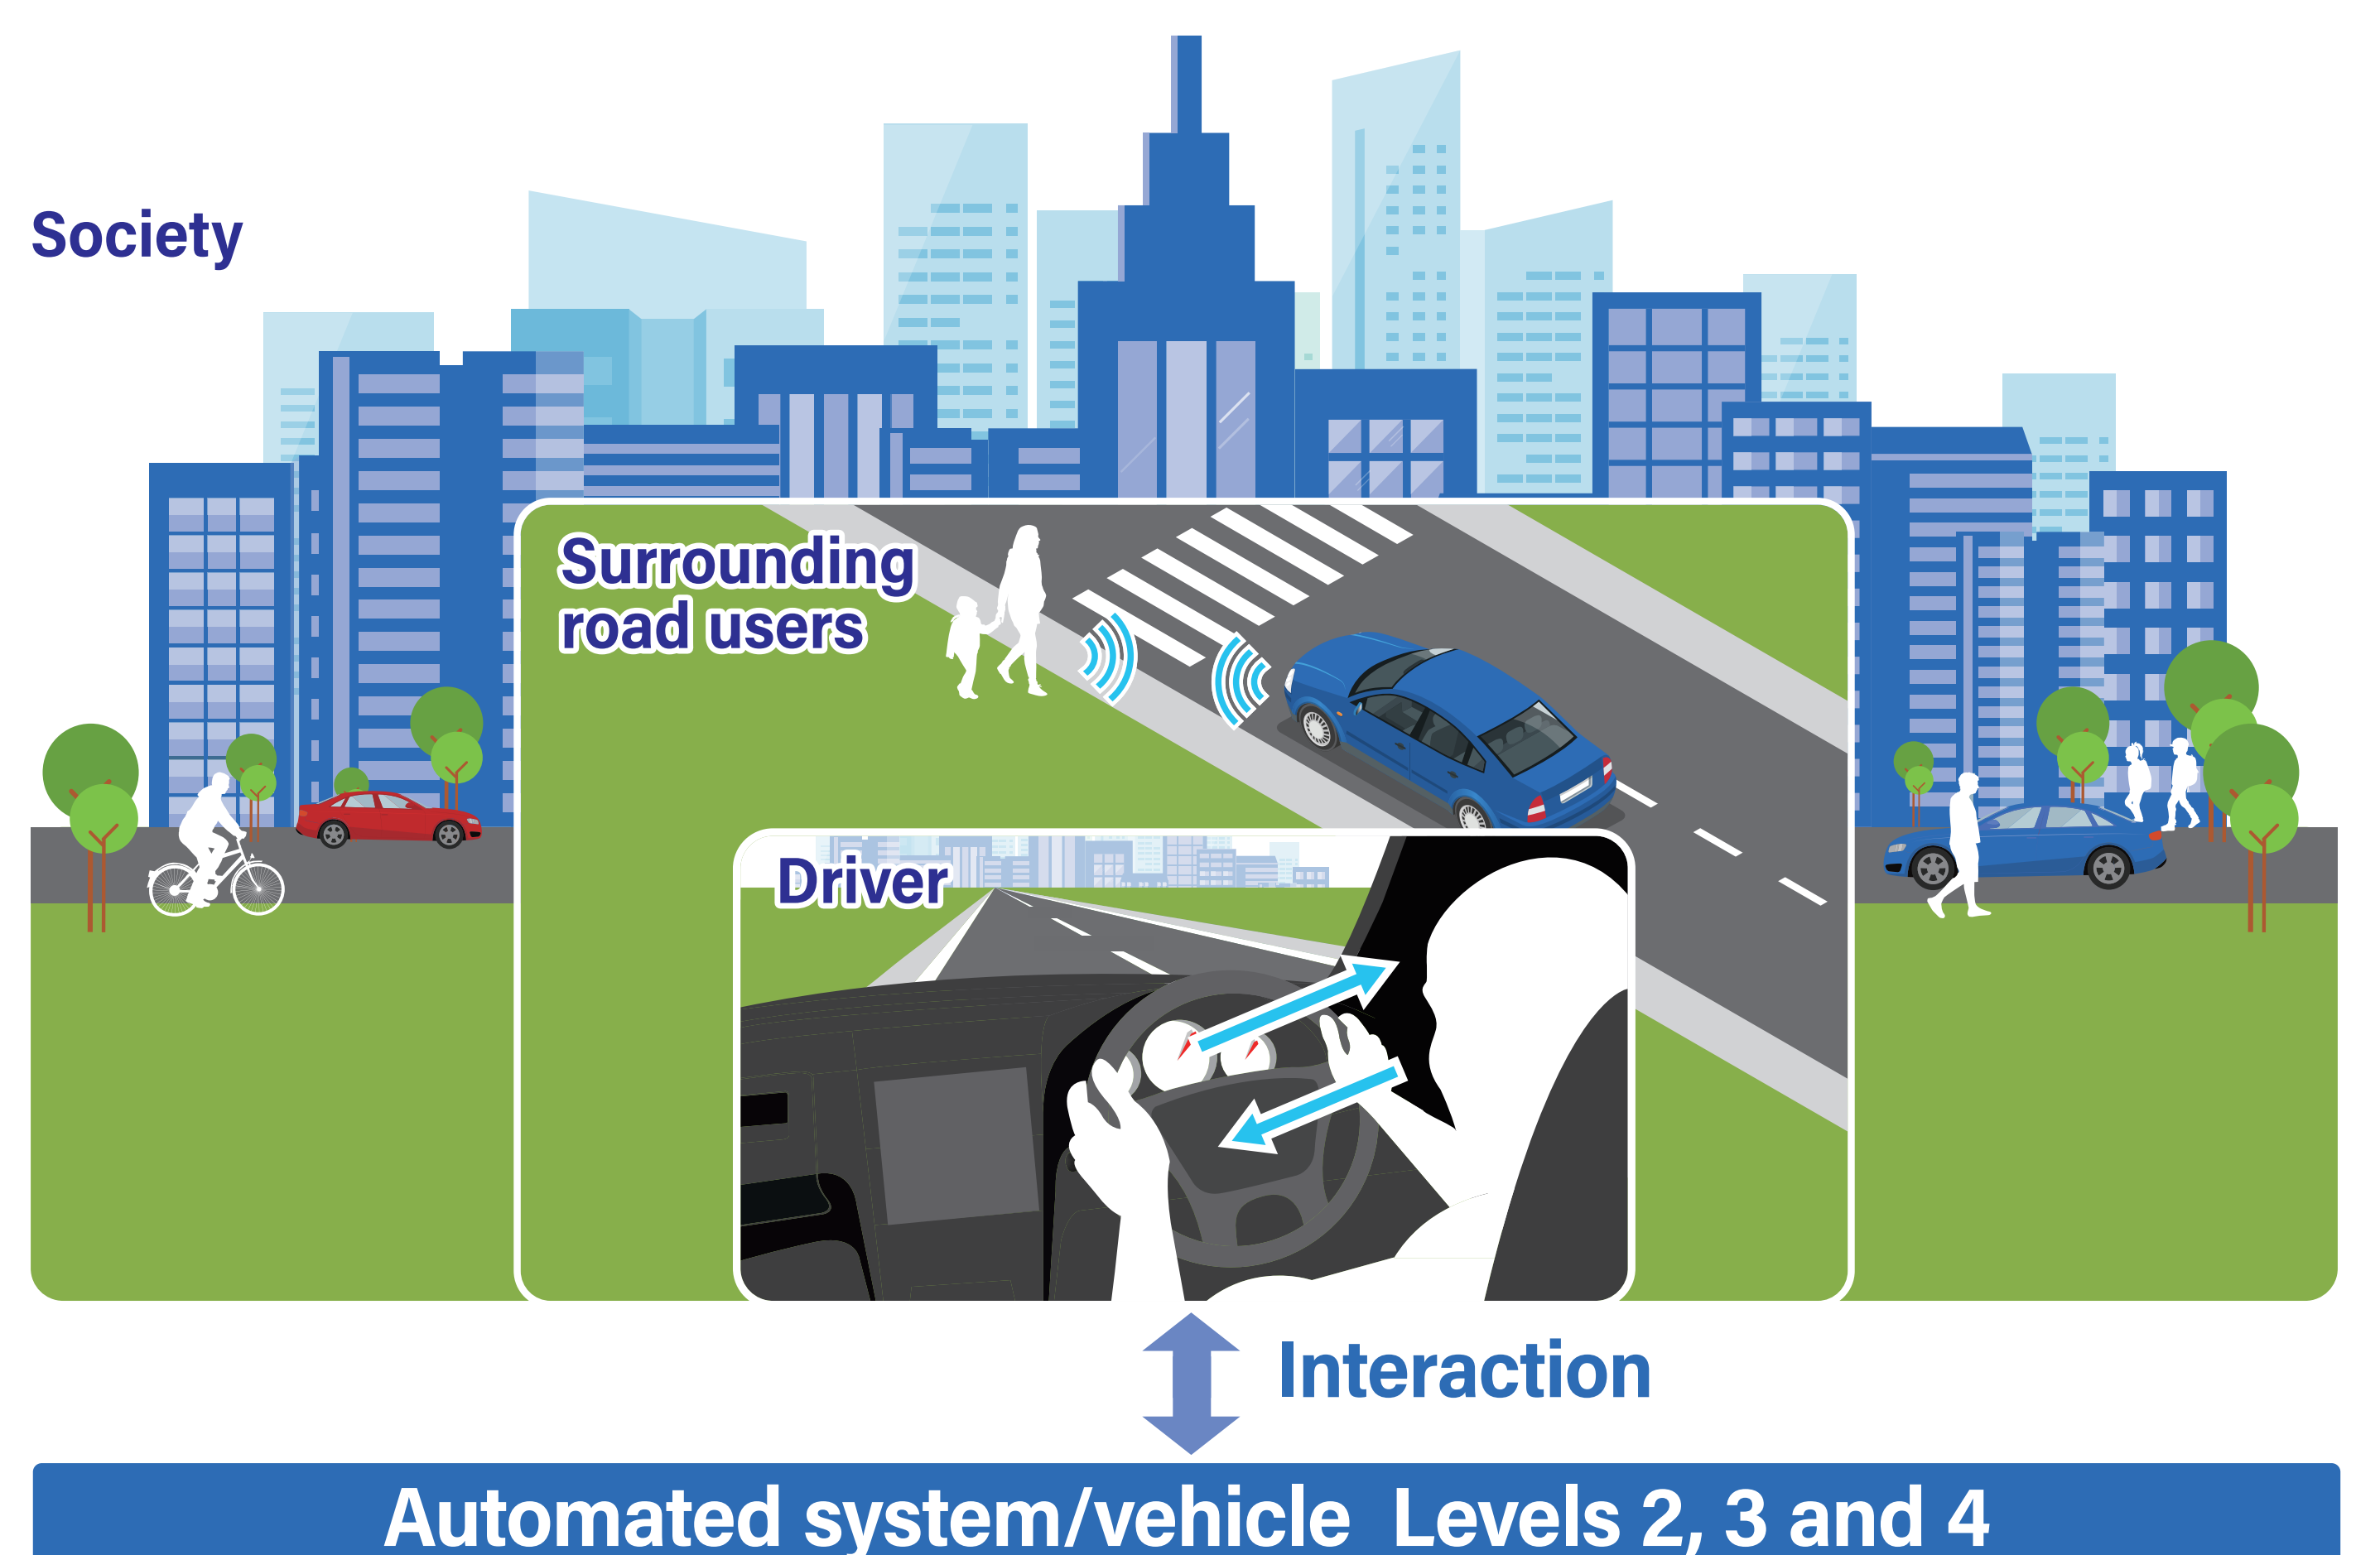 Society
Surrounding
road users
Driver
Interaction
Automated system/vehicle Levels 2, 3 and 4